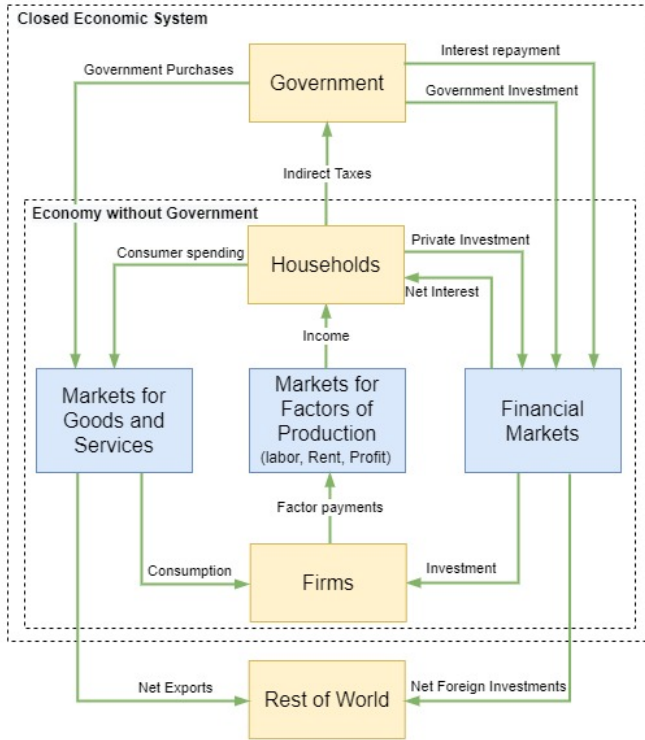 Closed Economic System
Interest repayment
Government Purchases
Government
Government Investment
Indirect Taxes
Economy without Government
Consumer spending
Households
Private Investment
Net Interest
Income
Markets for
Goods and
Services
Markets for
Factors of
Production
(labor, Rent, Profit)
Financial
Markets
Factor payments
Consumption
Firms
Investment
Net Exports
Rest of World
Net Foreign Investments